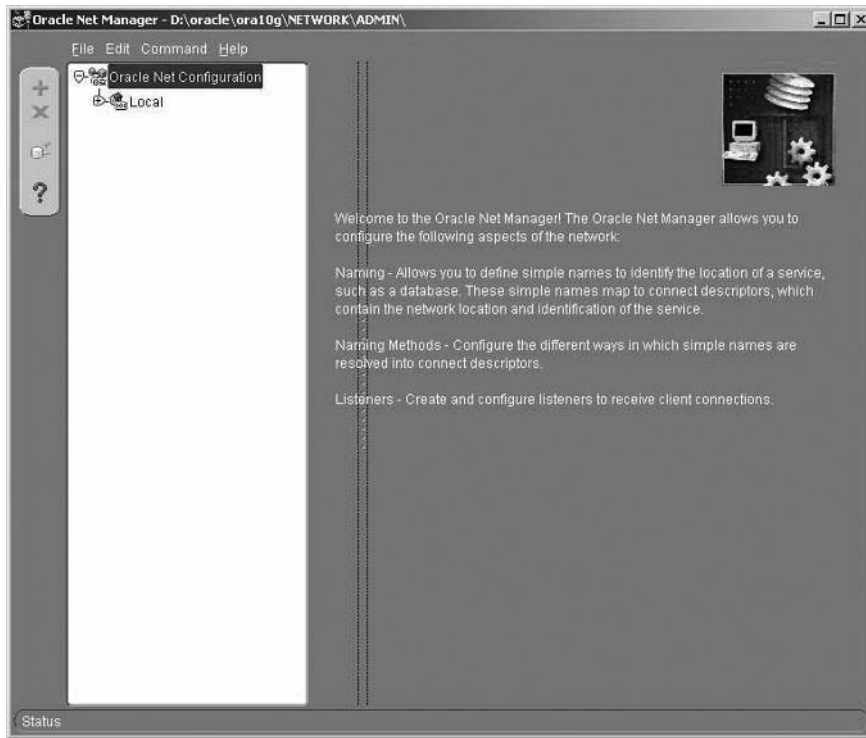 Oracle Net Manager - D:\oracle\ora10g\NETWORK\ADMIN\
File Edit Command Help
Oracle Net Configuration
Local
Welcome to the Oracle Net Manager! The Oracle Net Manager allows you to
configure the following aspects of the network:
Naming - Allows you to define simple names to identify the location of a service,
such as a database. These simple names map to connect descriptors, which
contain the network location and identification of the service.
Naming Methods - Configure the different ways in which simple names are
resolved into connect descriptors.
Listeners - Create and configure listeners to receive client connections.
Status